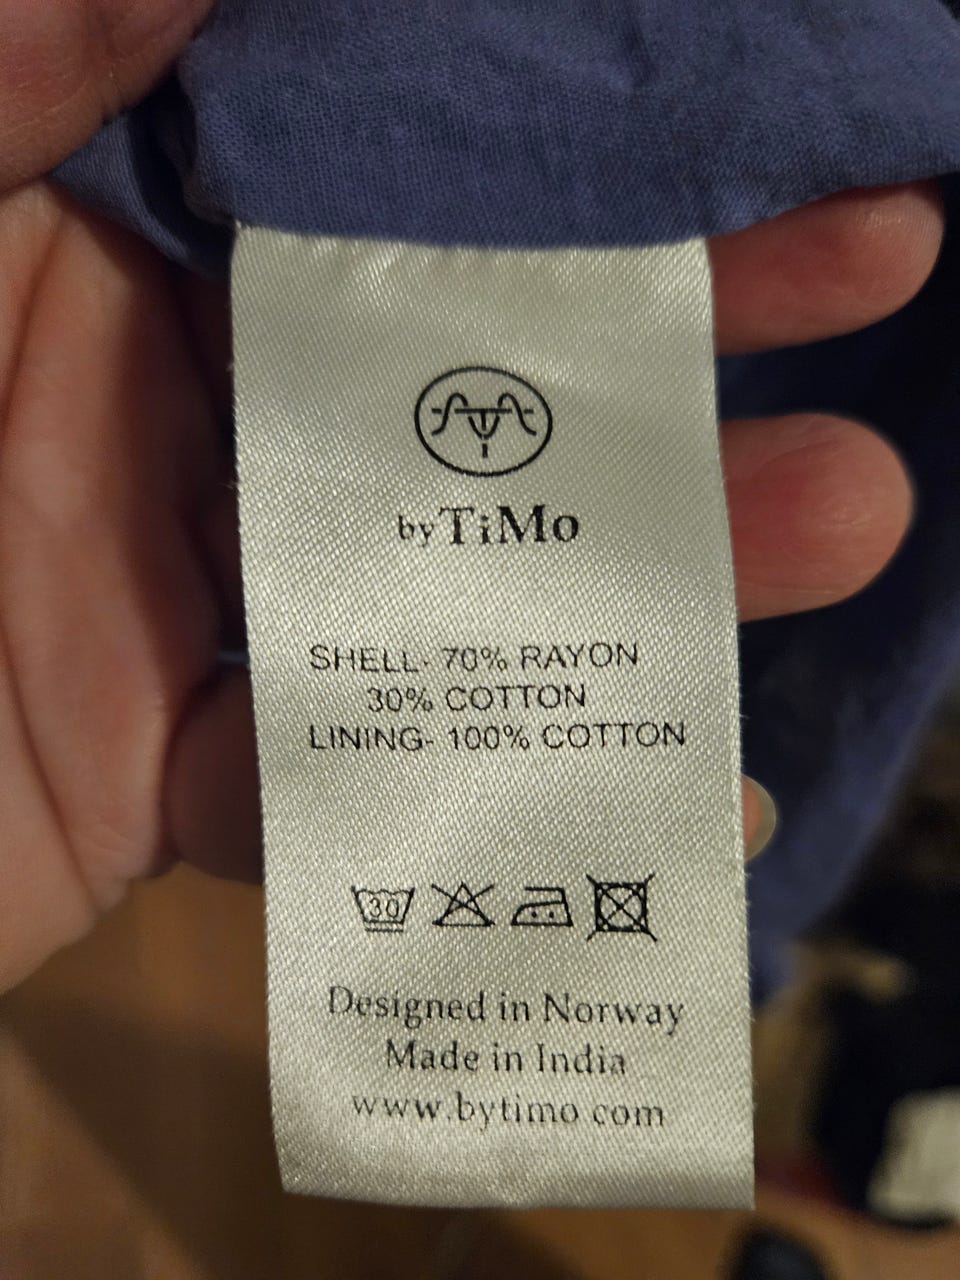 byTiMo
SHELL- 70% RAYON
30% COTTON
LINING- 100% COTTON
30
Designed in Norway
Made in India
www.bytimo.com